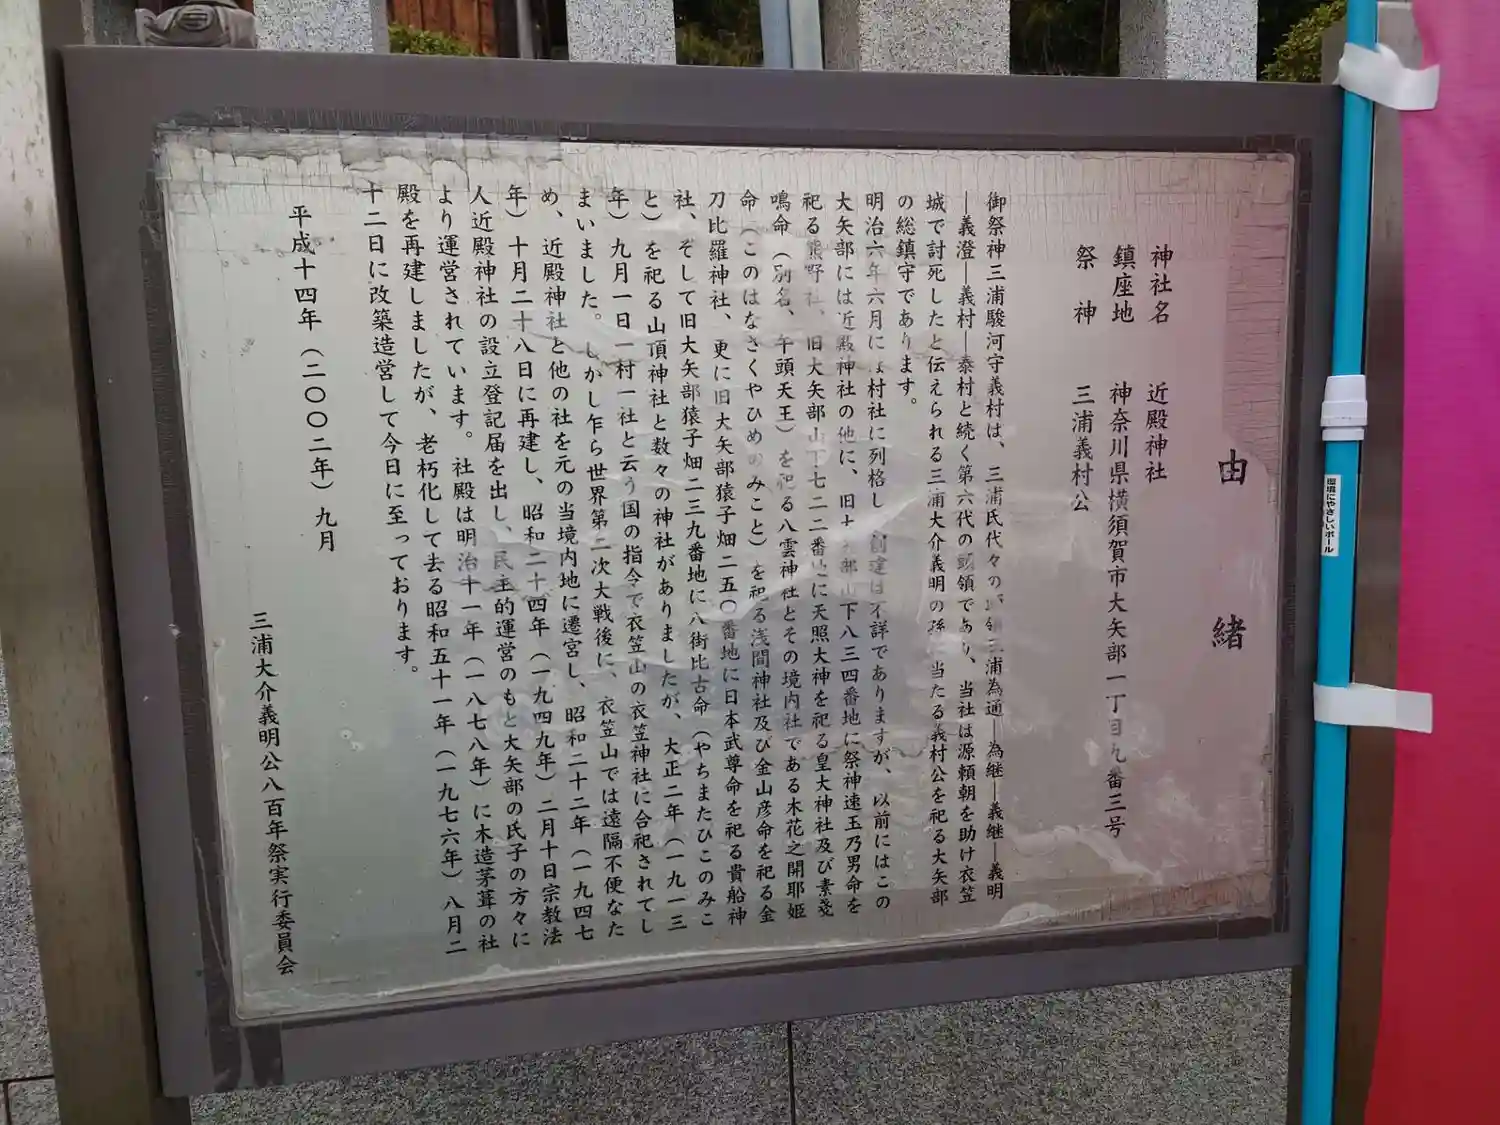 由緒
神社名　近殿神社
鎮座地　神奈川県横須賀市大矢部一丁目九番三号
祭神　三浦義村公
御祭神三浦駿河守義村は、三浦氏代々の 三浦為通―為継―義継―義明
―義澄―義村―泰村と続く第六代の頭領であり、当社は源頼朝を助け衣笠
城で討死したと伝えられる三浦大介義明の孫 当たる義村公を祀る大矢部
の総鎮守であります。
明治六年六月に 村社に列格し 創建は不詳でありますが、以前にはこの
大矢部には近殿神社の他に、旧大 部山下八三四番地に祭神速玉乃男命を
祀る熊野社、旧大矢部山下七二二番地に天照大神を祀る皇大神社及び素戔
嗚命（別名、午頭天王）を祀る八雲神社とその境内社である木花之開耶姫
命（このはなさくやひめのみこと）を祀る浅間神社及び金山彦命を祀る金
刀比羅神社、更に旧大矢部猿子畑二五〇番地に日本武尊命を祀る貴船神
社、そして旧大矢部猿子畑二三九番地に八街比古命（やちまたひこのみこ
と）を祀る山頂神社と数々の神社がありましたが、大正二年（一九一三
年）九月一日一村一社と云う国の指令で衣笠山の衣笠神社に合祀されてし
まいました。しかし乍ら世界第二次大戦後に、衣笠山では遠隔不便なた
め、近殿神社と他の社を元の当境内地に遷宮し、昭和二十二年（一九四七
年）十月二十八日に再建し、昭和二十四年（一九四九年）二月十日宗教法
人近殿神社の設立登記届を出し、民主的運営のもと大矢部の氏子の方々に
より運営されています。社殿は明治十一年（一八七八年）に木造茅葺の社
殿を再建しましたが、老朽化して去る昭和五十一年（一九七六年）八月二
十二日に改築造営して今日に至っております。
平成十四年（二〇〇二年）九月
三浦大介義明公八百年祭実行委員会
環境にやさしいポール